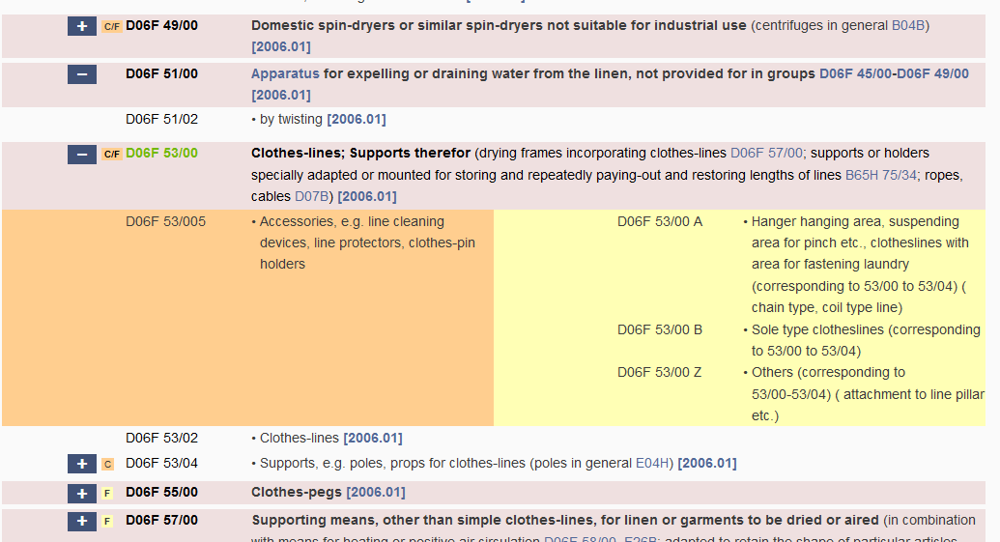 + C/F D06F 49/00 Domestic spin-dryers or similar spin-dryers not suitable for industrial use (centrifuges in general B04B)
[2006.01]
− D06F 51/00 Apparatus for expelling or draining water from the linen, not provided for in groups D06F 45/00-D06F 49/00
[2006.01]
D06F 51/02 • by twisting [2006.01]
− C/F D06F 53/00 Clothes-lines; Supports therefor (drying frames incorporating clothes-lines D06F 57/00; supports or holders
specially adapted or mounted for storing and repeatedly paying-out and restoring lengths of lines B65H 75/34; ropes,
cables D07B) [2006.01]
D06F 53/005 • Accessories, e.g. line cleaning
devices, line protectors, clothes-pin
holders
D06F 53/00 A • Hanger hanging area, suspending
area for pinch etc., clotheslines with
area for fastening laundry
(corresponding to 53/00 to 53/04) (
chain type, coil type line)
D06F 53/00 B • Sole type clotheslines (corresponding
to 53/00 to 53/04)
D06F 53/00 Z • Others (corresponding to
53/00-53/04) ( attachment to line pillar
etc.)
D06F 53/02 • Clothes-lines [2006.01]
+ C D06F 53/04 • Supports, e.g. poles, props for clothes-lines (poles in general E04H) [2006.01]
+ F D06F 55/00 Clothes-pegs [2006.01]
+ F D06F 57/00 Supporting means, other than simple clothes-lines, for linen or garments to be dried or aired (in combination
with means for heating or positive air circulation D06F 58/00, F26B; adapted to retain the shape of particular articles